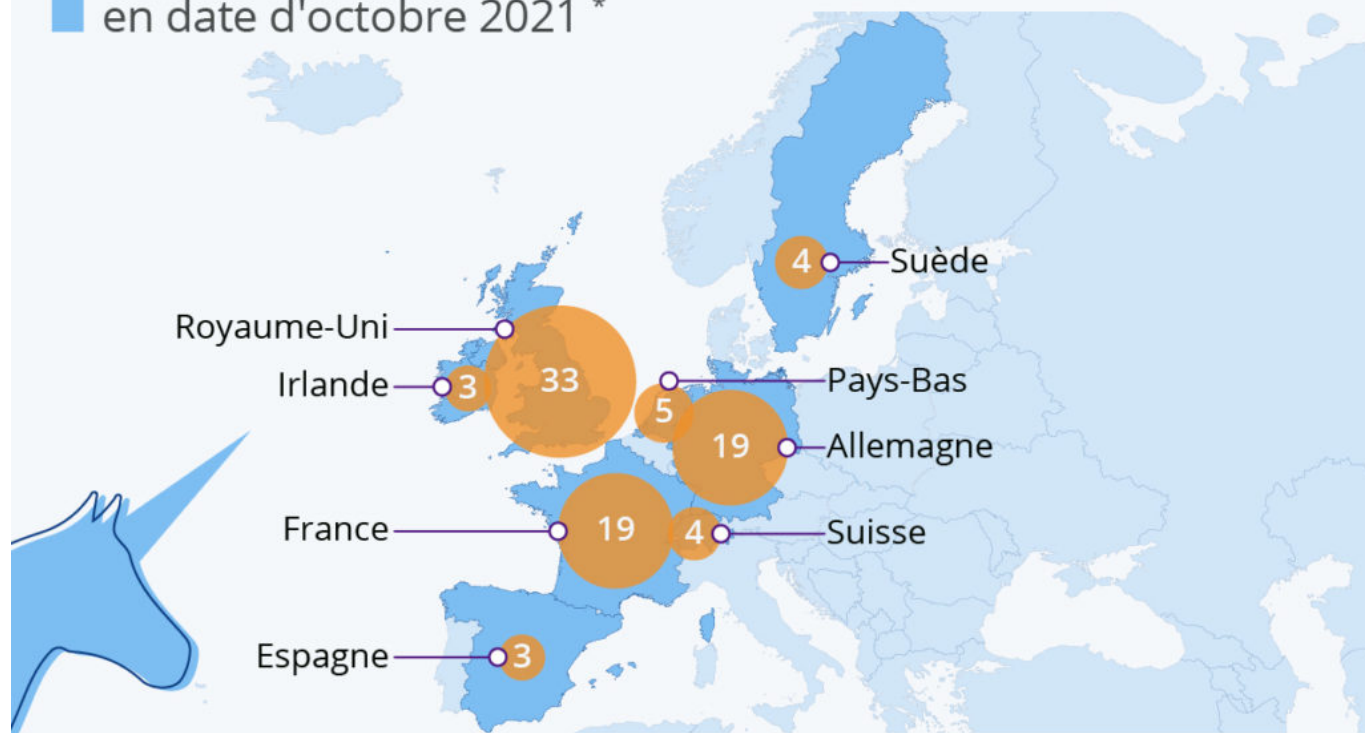 en date d'octobre 2021 *
4 Suède
Royaume-Uni
33
Irlande
3
5
Pays-Bas
19
Allemagne
France
19
4
Suisse
Espagne
3